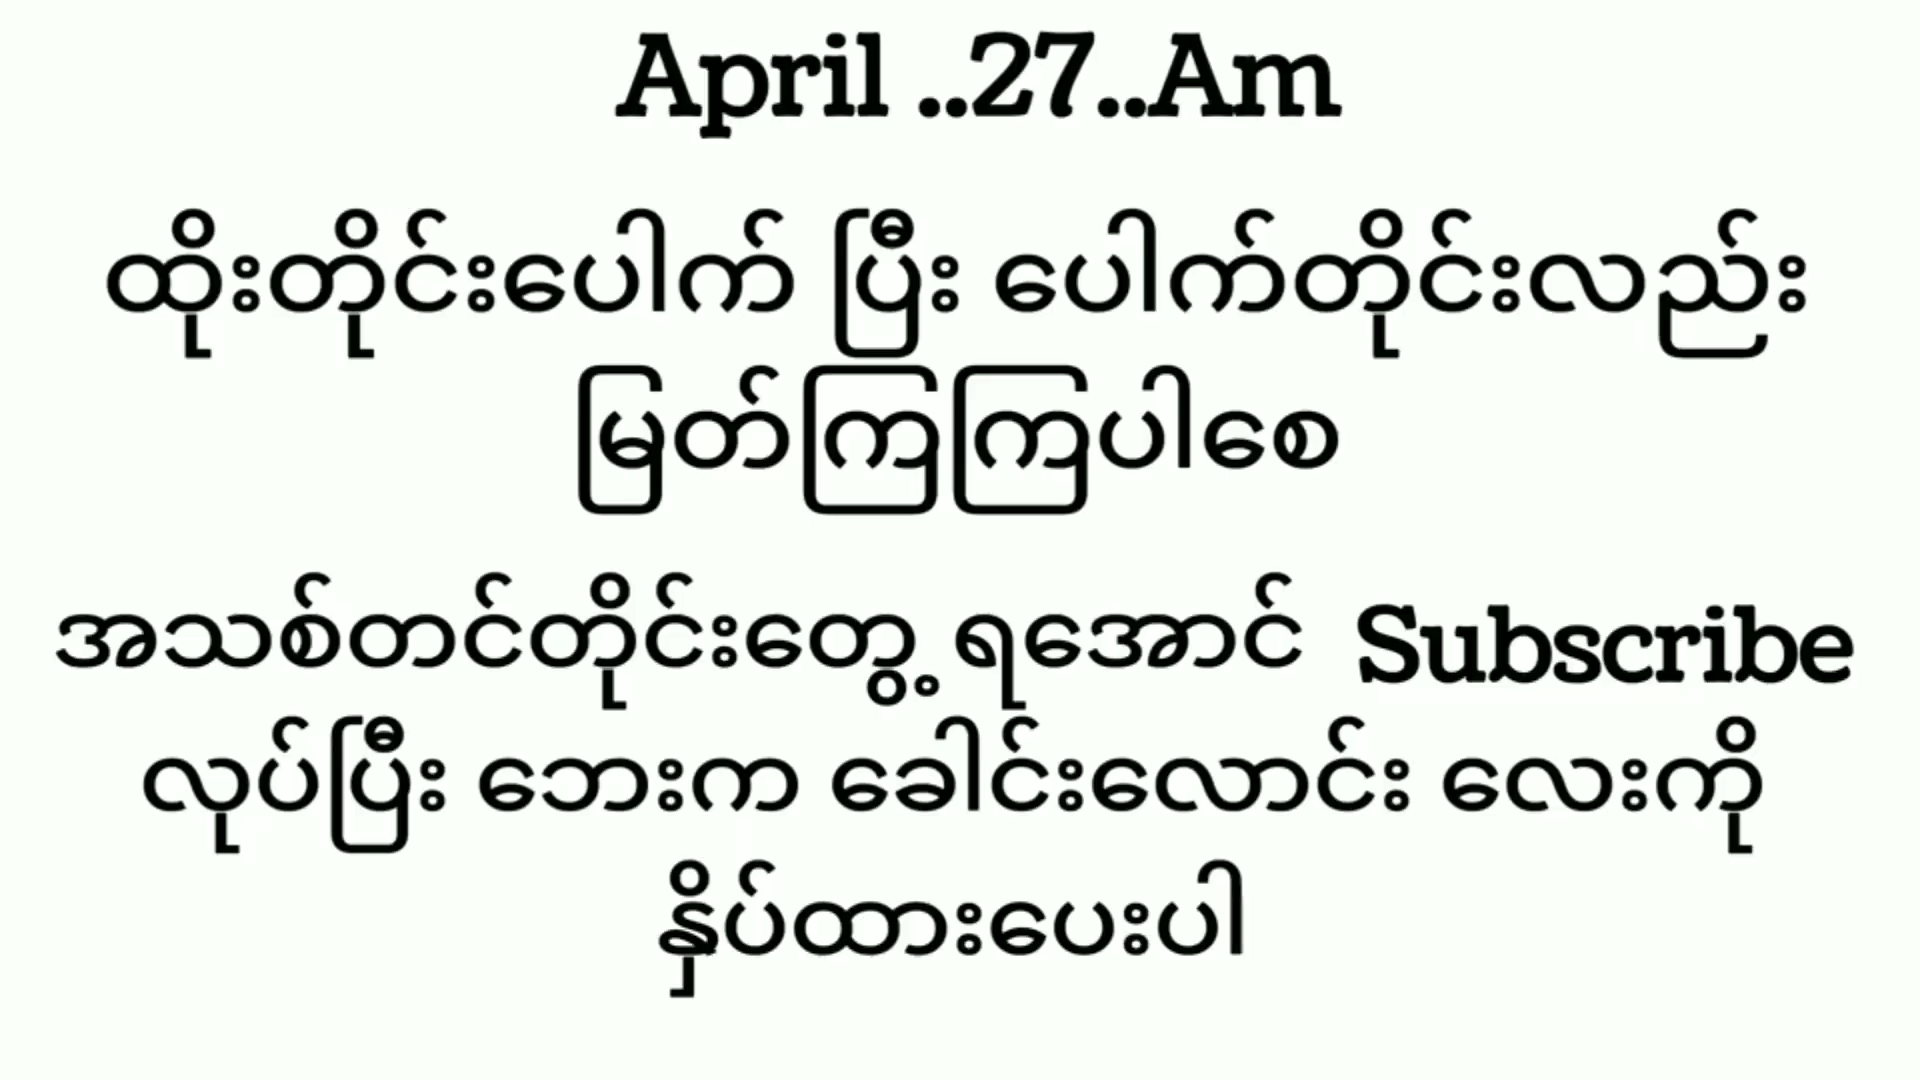 April ..27..Am
ထိုးတိုင်းပေါက် ပြီး ပေါက်တိုင်းလည်း
မြတ်ကြကြပါစေ
အသစ်တင်တိုင်းတွေ့ ရအောင် Subscribe
လုပ်ပြီး ဘေးက ခေါင်းလောင်း လေးကို
နှိပ်ထားပေးပါ